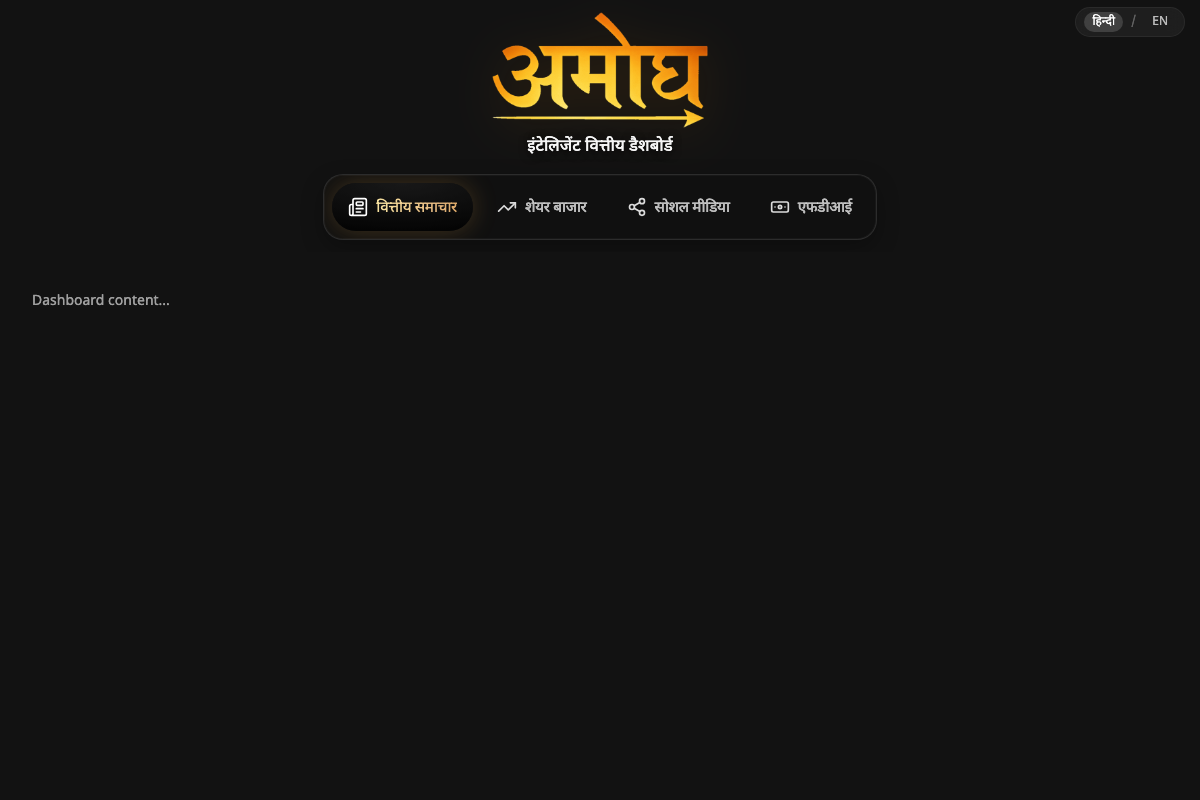 हिन्दी / EN
अमोघ
इंटेलिजेंट वित्तीय डैशबोर्ड
वित्तीय समाचार शेयर बाजार सोशल मीडिया एफडीआई
Dashboard content...